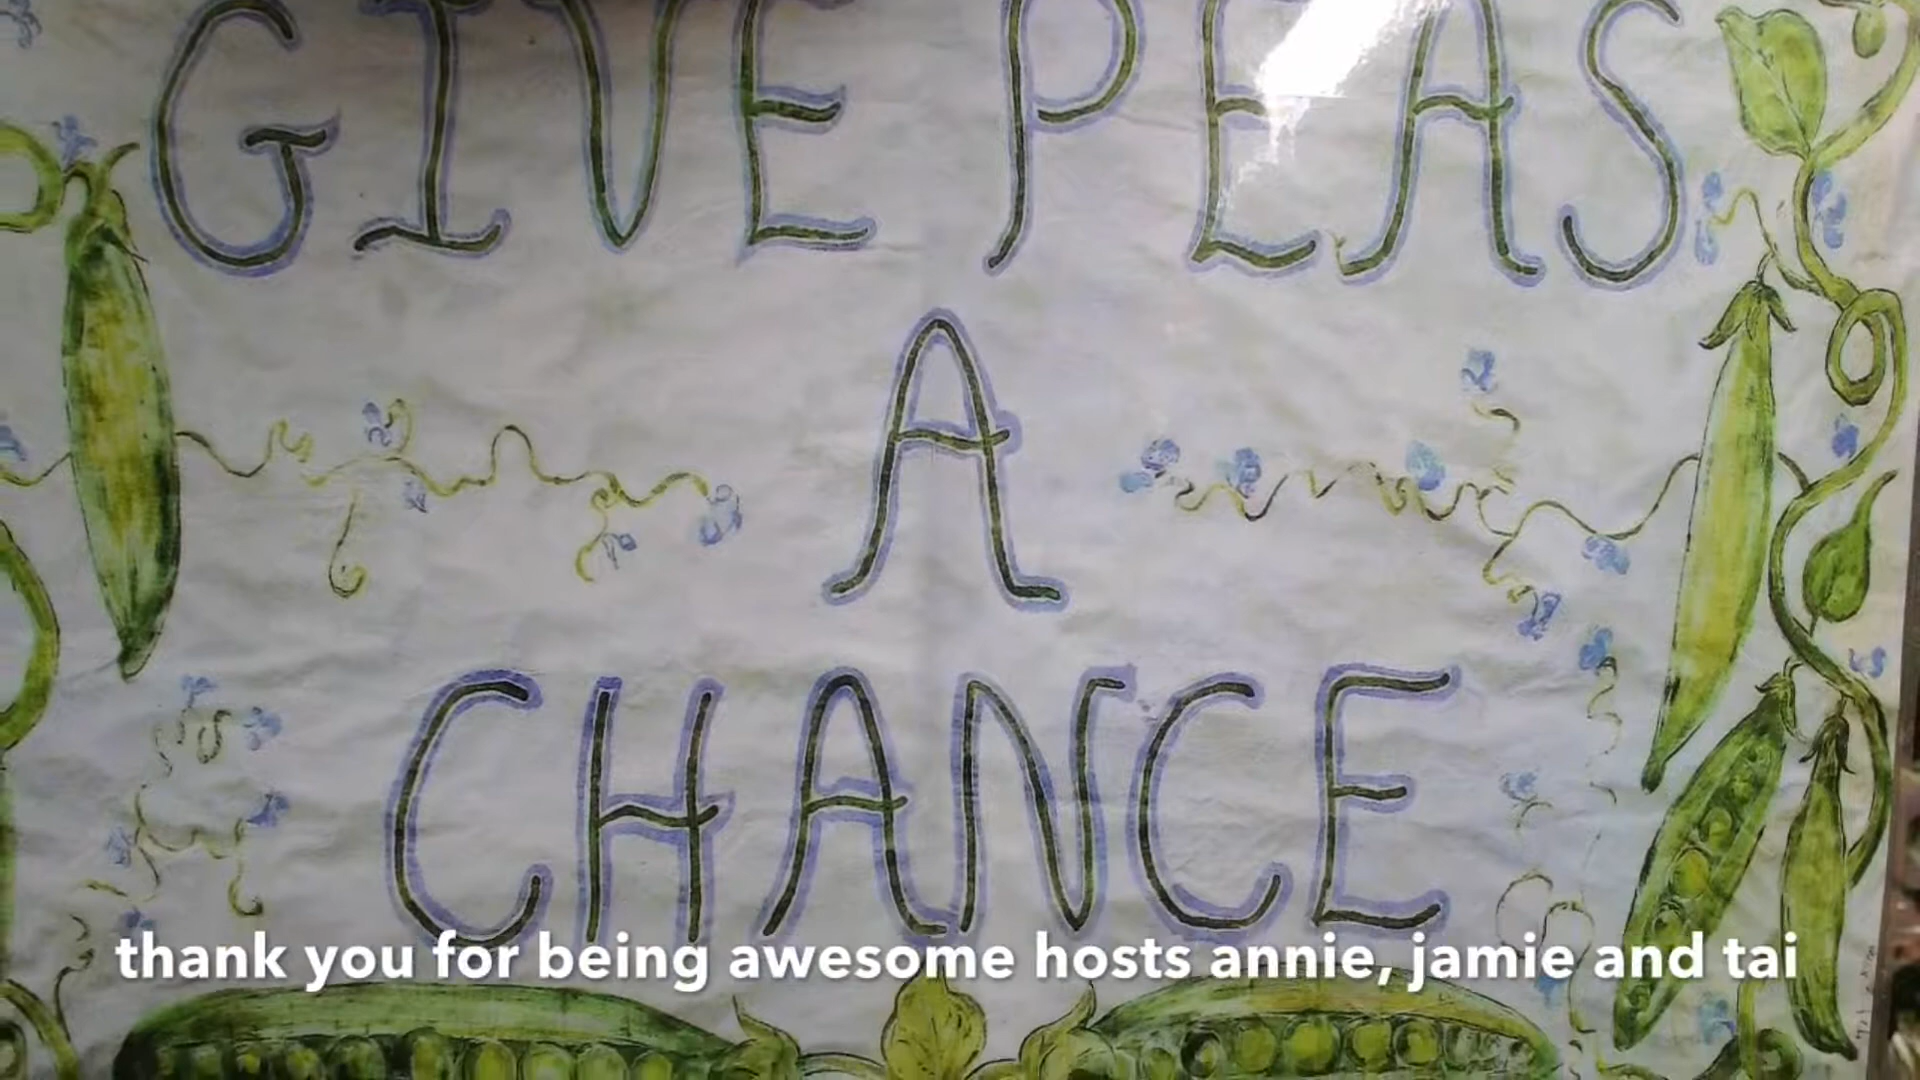 GIVE PEAS
A
CHANCE
thank you for being awesome hosts annie, jamie and tai